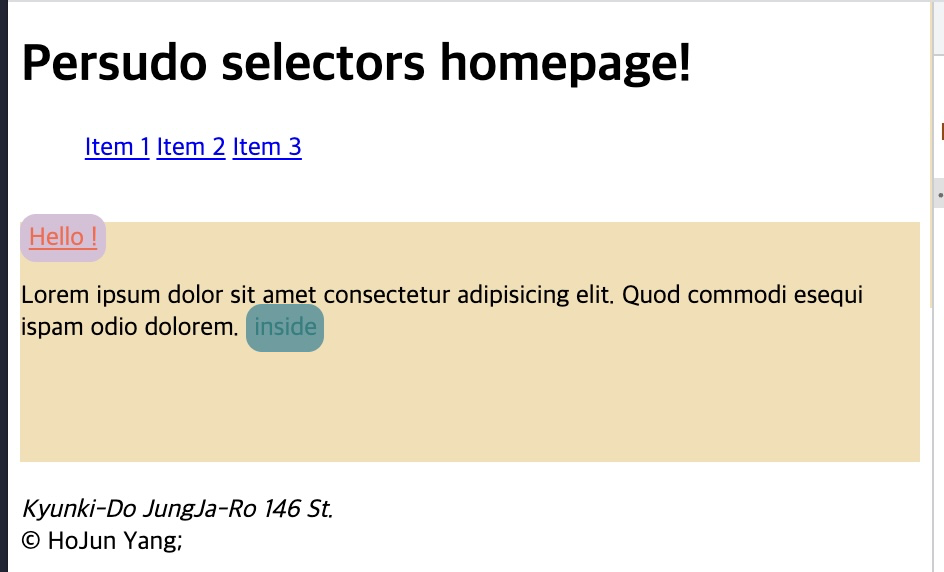 Persudo selectors homepage!
Item 1 Item 2 Item 3
Hello !
Lorem ipsum dolor sit amet consectetur adipisicing elit. Quod commodi esequi
ispam odio dolorem. inside
Kyunki-Do JungJa-Ro 146 St.
© HoJun Yang;